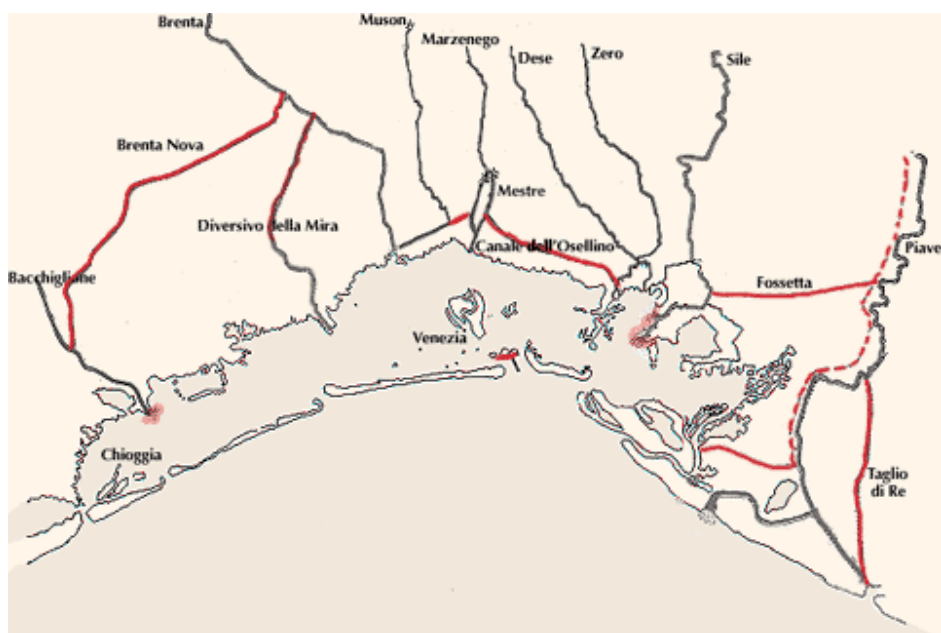 Brenta
Muson
Marzenego
Dese
Zero
Sile
Brenta Nova
Mestre
Diversivo della Mira
Canale dell'Osellino
Piave
Bacchigliane
Fossetta
Venezia
Chioggia
Taglio
di Re